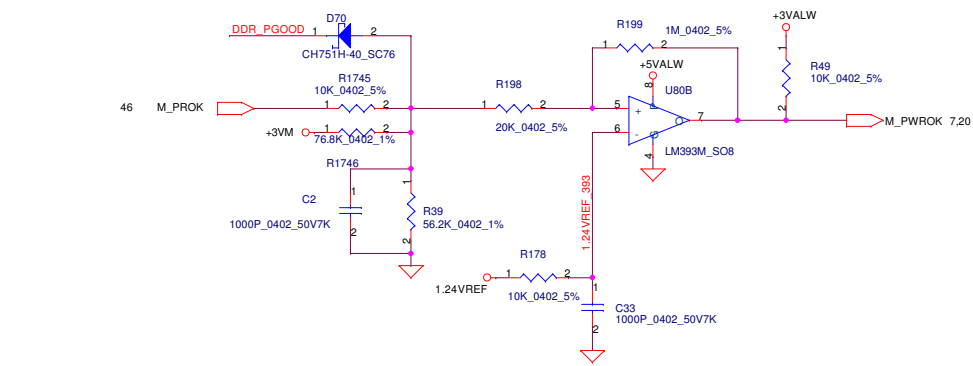 D70
DDR_PGOOD 1 2
CH751H-40_SC76
+3VALW
R199
1 2 1M_0402_5%
+5VALW
1
R49
10K_0402_5%
2
R1745
10K_0402_5%
46 M_PROK 1 2
R198
1 2
20K_0402_5%
8
U80B
5 +
6 -
O 7
P
G
4
LM393M_SO8
M_PWROK 7,20
+3VM 1 2
76.8K_0402_1%
R1746
C2
1
1000P_0402_50V7K
2
1
R39
56.2K_0402_1%
2
1.24VREF_393
R178
1.24VREF 1 2
10K_0402_5%
1
C33
1000P_0402_50V7K
2